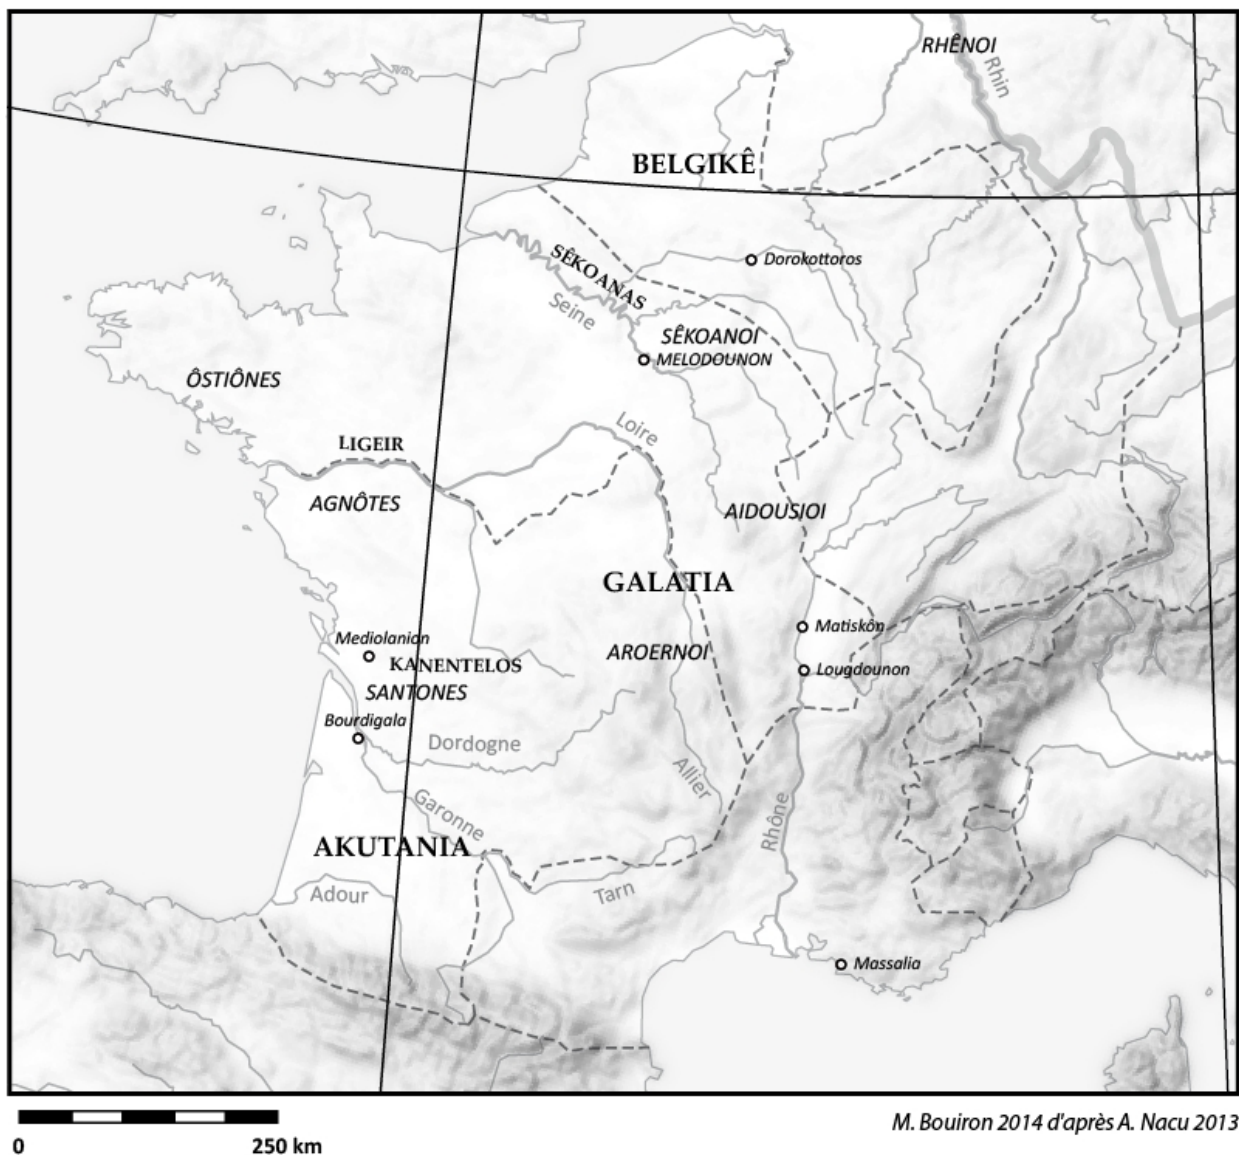 RHÊNOI
Rhin
BELGIKÊ
SÊKOANAS
Dorokottoros
Seine
SÊKOANOI
MELODOUNON
ÔSTIÔNES
LIGEIR
Loire
AGNÔTES
AIDOUSIOI
GALATIA
Mediolanian
KANENTELOS
SANTONES
AROERNOI
Matiskôn
Lougdounon
Bourdigala
Dordogne
Allier
Garonne
Rhône
AKUTANIA
Adour
Tarn
Massalia
0 250 km
M. Bouiron 2014 d'après A. Nacu 2013